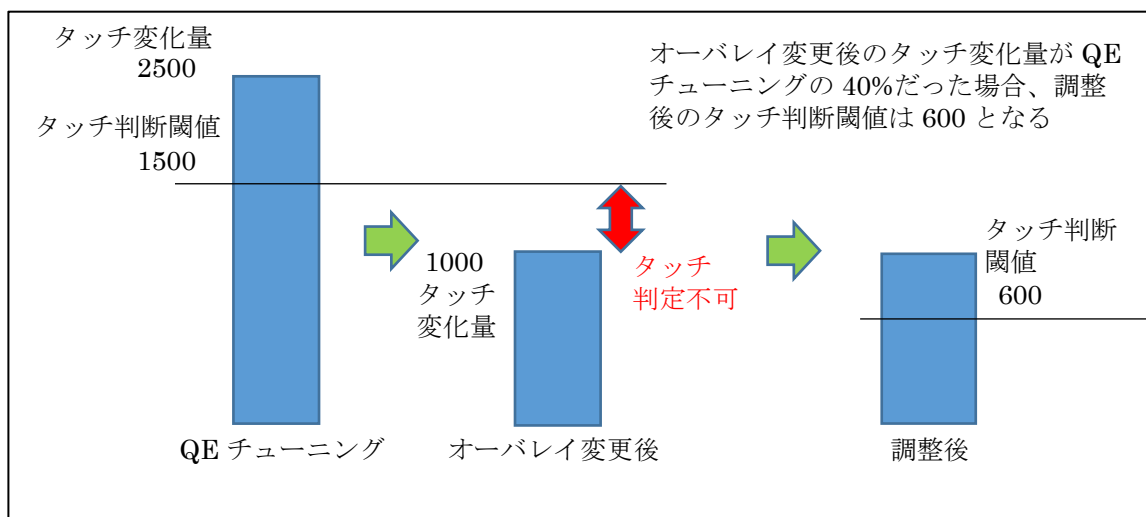 タッチ変化量
2500
タッチ判断閾値
1500
オーバレイ変更後のタッチ変化量が QE
チューニングの 40%だった場合、調整
後のタッチ判断閾値は 600 となる
1000
タッチ
変化量
タッチ
判定不可
タッチ判断
閾値
600
QE チューニング
オーバレイ変更後
調整後